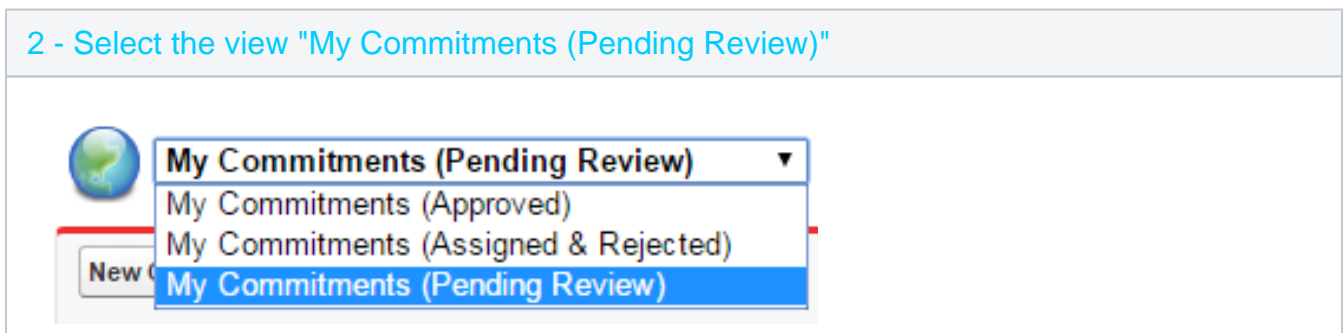 2 - Select the view "My Commitments (Pending Review)"
My Commitments (Pending Review)
My Commitments (Approved)
My Commitments (Assigned & Rejected)
New
My Commitments (Pending Review)